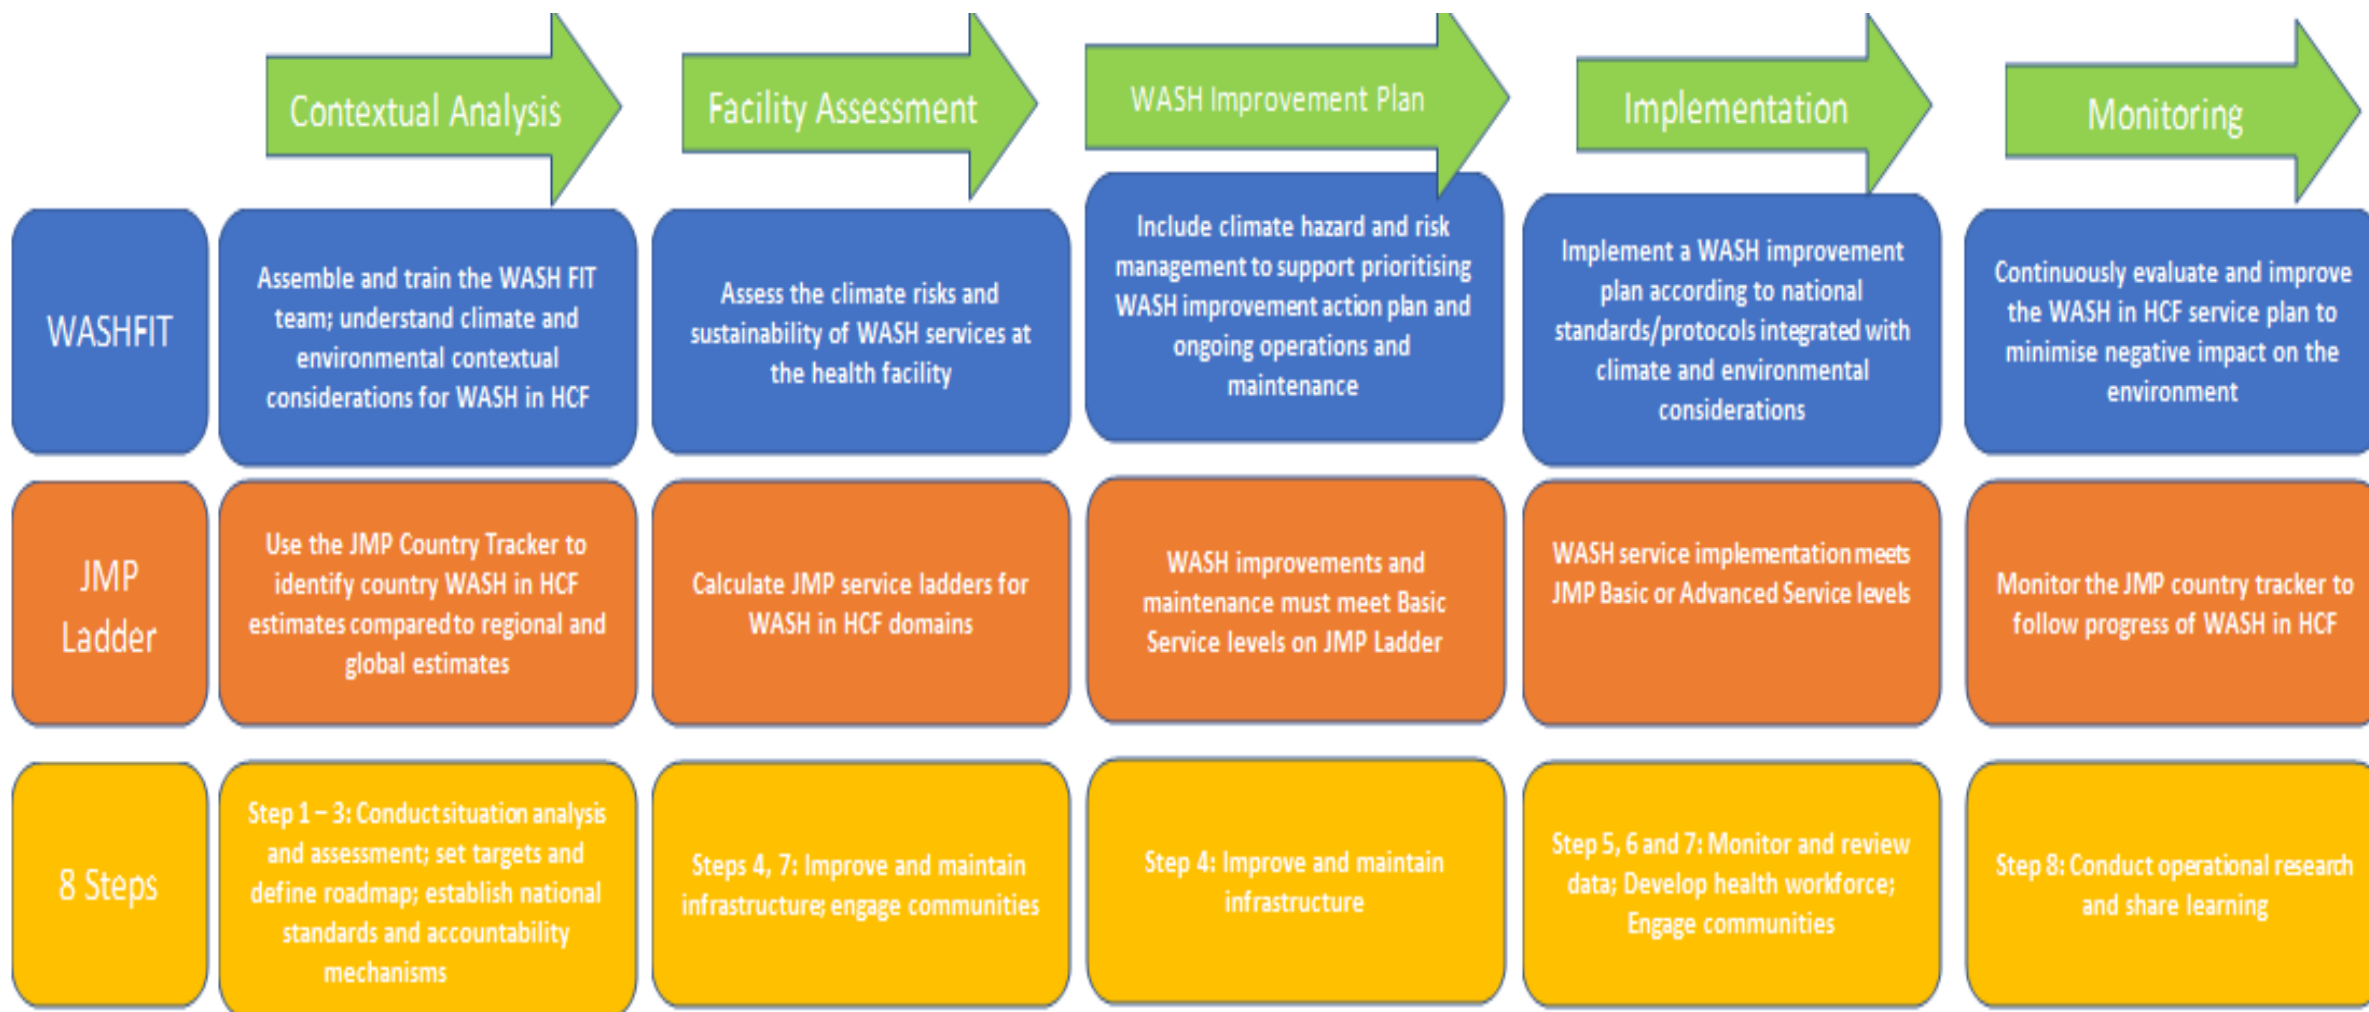 Contextual Analysis
Facility Assessment
WASH Improvement Plan
Implementation
Monitoring
WASHFIT
Assemble and train the WASH FIT
team; understand climate and
environmental contextual
considerations for WASH in HCF
Assess the climate risks and
sustainability of WASH services at
the health facility
Include climate hazard and risk
management to support prioritising
WASH improvement action plan and
ongoing operations and
maintenance
Implement a WASH improvement
plan according to national
standards/protocols integrated with
climate and environmental
considerations
Continuously evaluate and improve
the WASH in HCF service plan to
minimise negative impact on the
environment
JMP
Ladder
Use the JMP Country Tracker to
identify country WASH in HCF
estimates compared to regional and
global estimates
Calculate JMP service ladders for
WASH in HCF domains
WASH improvements and
maintenance must meet Basic
Service levels on JMP Ladder
WASH service implementation meets
JMP Basic or Advanced Service levels
Monitor the JMP country tracker to
follow progress of WASH in HCF
8 Steps
Step 1 – 3: Conduct situation analysis
and assessment; set targets and
define roadmap; establish national
standards and accountability
mechanisms
Steps 4, 7: Improve and maintain
infrastructure; engage communities
Step 4: Improve and maintain
infrastructure
Step 5, 6 and 7: Monitor and review
data; Develop health workforce;
Engage communities
Step 8: Conduct operational research
and share learning